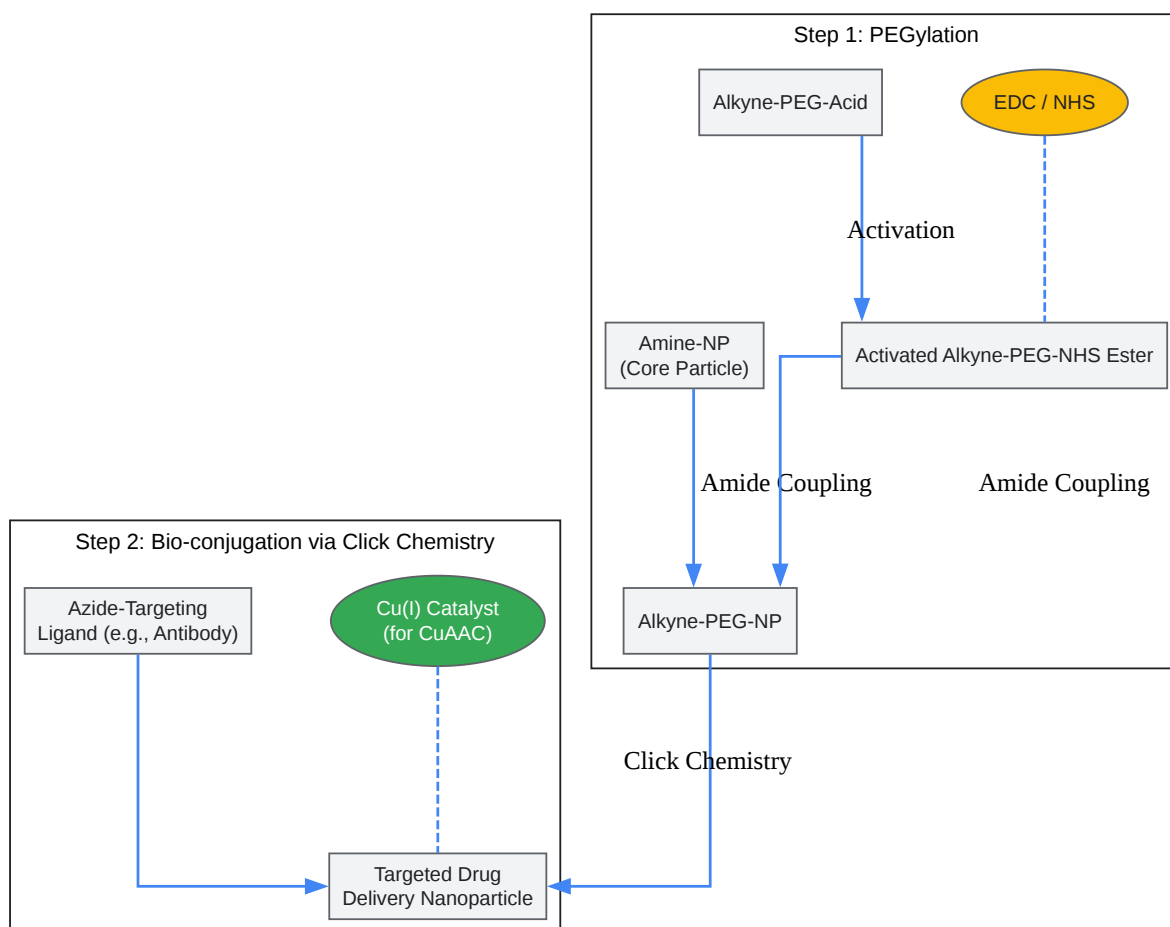 Step 1: PEGylation
Alkyne-PEG-Acid
EDC / NHS
Activation
Amine-NP
(Core Particle)
Activated Alkyne-PEG-NHS Ester
Amide Coupling
Amide Coupling
Step 2: Bio-conjugation via Click Chemistry
Azide-Targeting
Ligand (e.g., Antibody)
Cu(I) Catalyst
(for CuAAC)
Alkyne-PEG-NP
Click Chemistry
Targeted Drug
Delivery Nanoparticle